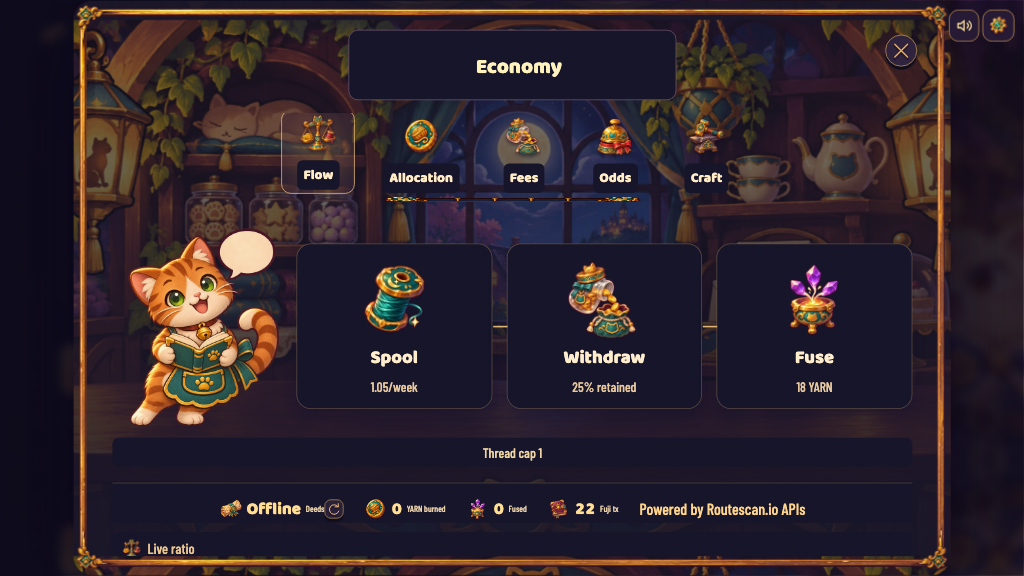 Economy
Flow
Allocation
Fees
Odds
Craft
Spool
1.05/week
Withdraw
25% retained
Fuse
18 YARN
Thread cap 1
Offline Deeds
0 YARN burned
0 Fused
22 Fuji tx
Powered by Routescan.io APIs
Live ratio